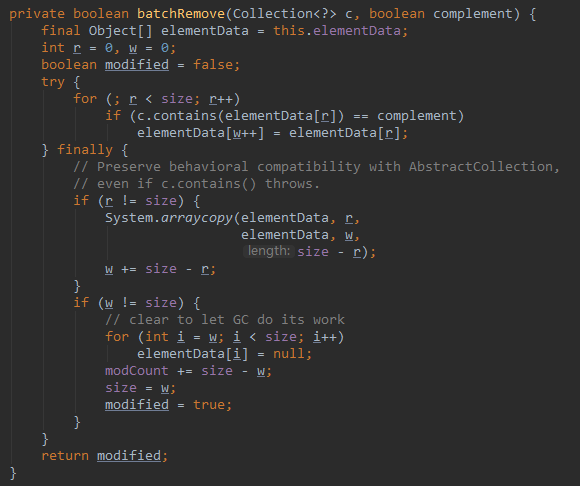 private boolean batchRemove(Collection<?> c, boolean complement) {
    final Object[] elementData = this.elementData;
    int r = 0, w = 0;
    boolean modified = false;
    try {
        for (; r < size; r++)
            if (c.contains(elementData[r]) == complement)
                elementData[w++] = elementData[r];
    } finally {
        // Preserve behavioral compatibility with AbstractCollection,
        // even if c.contains() throws.
        if (r != size) {
            System.arraycopy(elementData, r,
                             elementData, w,
                             length: size - r);
            w += size - r;
        }
        if (w != size) {
            // clear to let GC do its work
            for (int i = w; i < size; i++)
                elementData[i] = null;
            modCount += size - w;
            size = w;
            modified = true;
        }
    }
    return modified;
}